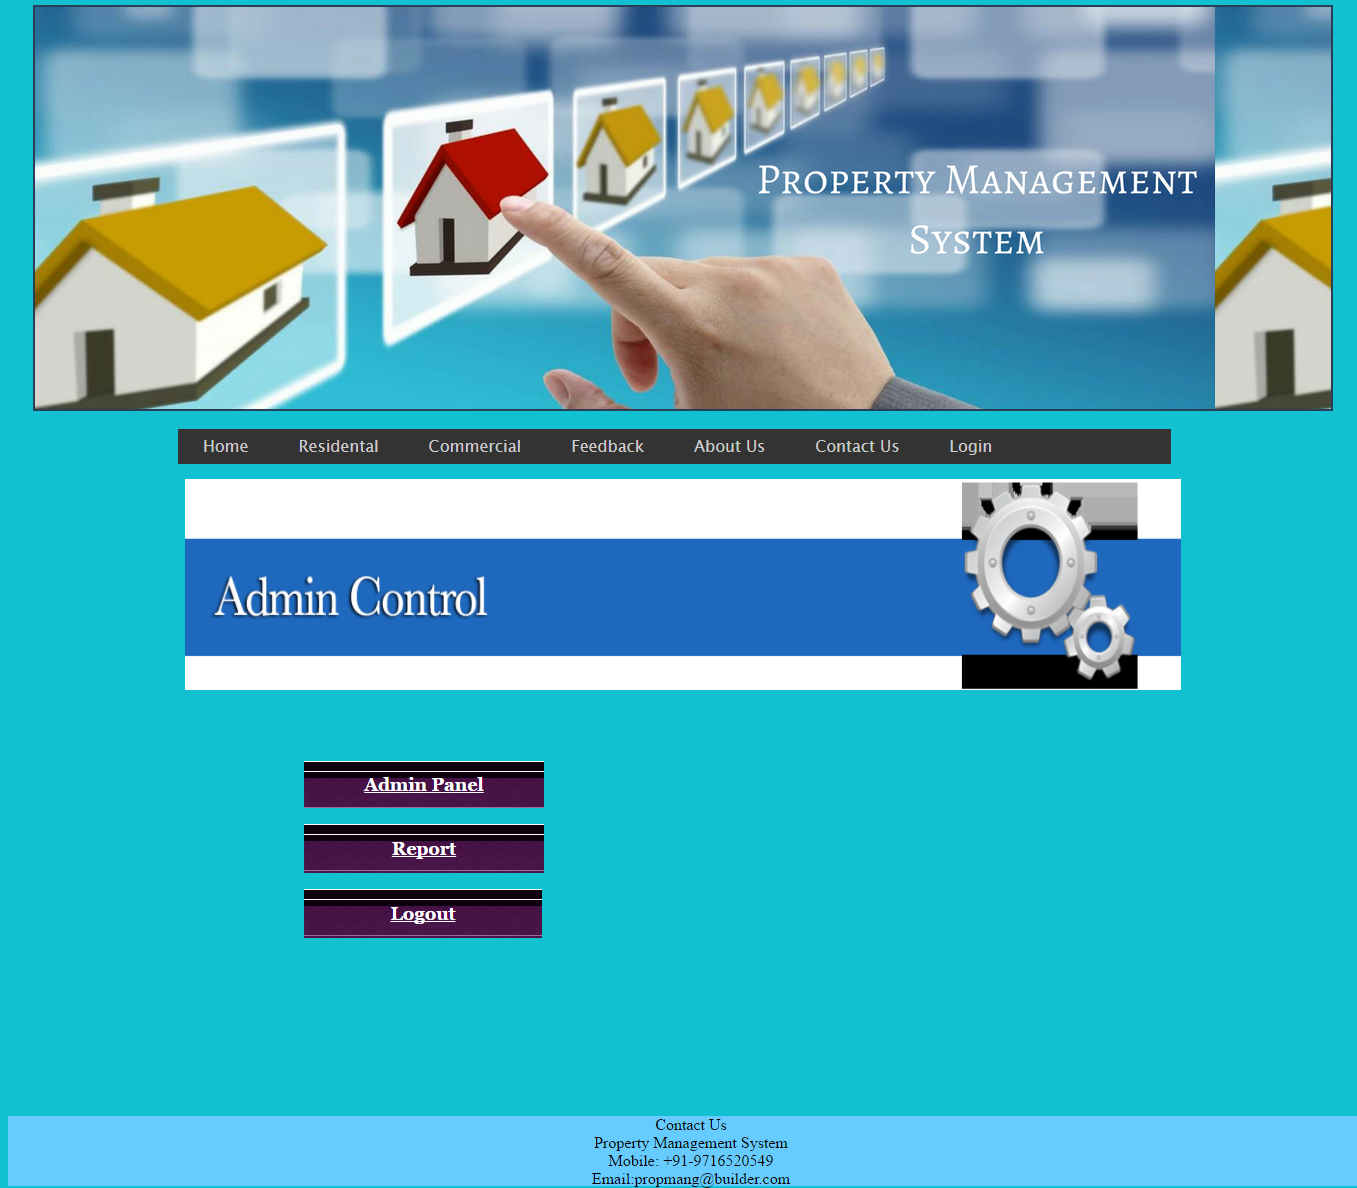 Property Management
System
Home Residental Commercial Feedback About Us Contact Us Login
Admin Control
Admin Panel
Report
Logout
Contact Us
Property Management System
Mobile: +91-9716520549
Email:propmang@builder.com